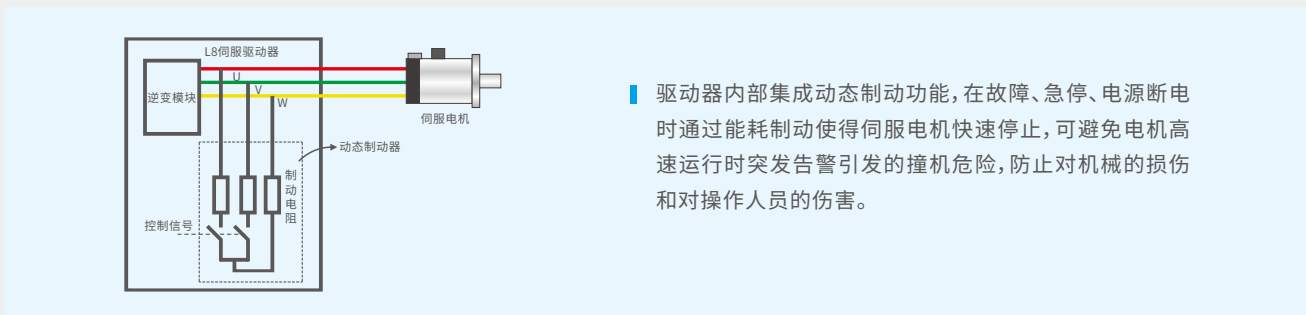 L8伺服驱动器
U
V
W
逆变模块
伺服电机
动态制动器
制
动
电
阻
控制信号
驱动器内部集成动态制动功能,在故障、急停、电源断电
时通过能耗制动使得伺服电机快速停止,可避免电机高
速运行时突发告警引发的撞机危险,防止对机械的损伤
和对操作人员的伤害。